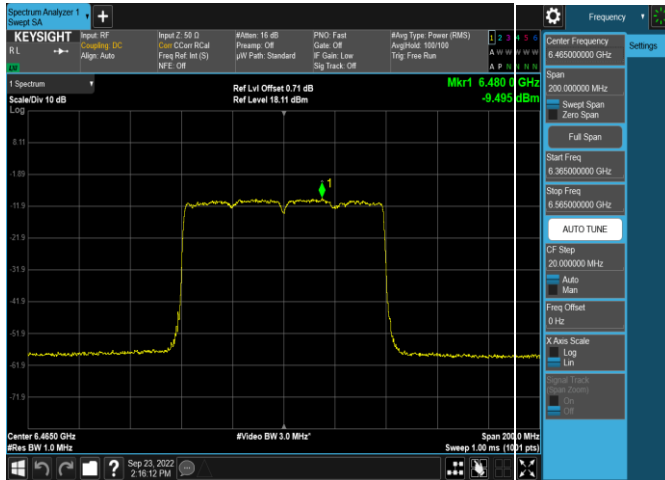 Spectrum Analyzer 1
Swept SA
+
Frequency
KEYSIGHT
RL
Input: RF
Coupling: DC
Align: Auto
Input Z: 50 Ω
Corr CCorr RCal
Freq Ref: Int (S)
NFE: Off
#Atten: 16 dB
Preamp: Off
µW Path: Standard
PNO: Fast
Gate: Off
IF Gain: Low
Sig Track: Off
#Avg Type: Power (RMS)
Avg|Hold: 100/100
Trig: Free Run
1 2 3 4 5 6
A W W W W W
A P N N N N
1 Spectrum
Scale/Div 10 dB
Log
Ref Lvl Offset 0.71 dB
Ref Level 18.11 dBm
Mkr1 6.480 0 GHz
-9.495 dBm
8.11
-1.89
-11.9
-21.9
-31.9
-41.9
-51.9
-61.9
-71.9
1
Center 6.4650 GHz
#Res BW 1.0 MHz
#Video BW 3.0 MHz*
Span 200.0 MHz
Sweep 1.00 ms (1001 pts)
?
Sep 23, 2022
2:16:12 PM
Settings
Center Frequency
6.465000000 GHz
Span
200.000000 MHz
Swept Span
Zero Span
Full Span
Start Freq
6.365000000 GHz
Stop Freq
6.565000000 GHz
AUTO TUNE
CF Step
20.000000 MHz
Auto
Man
Freq Offset
0 Hz
X Axis Scale
Log
Lin
Signal Track
(Span Zoom)
On
Off